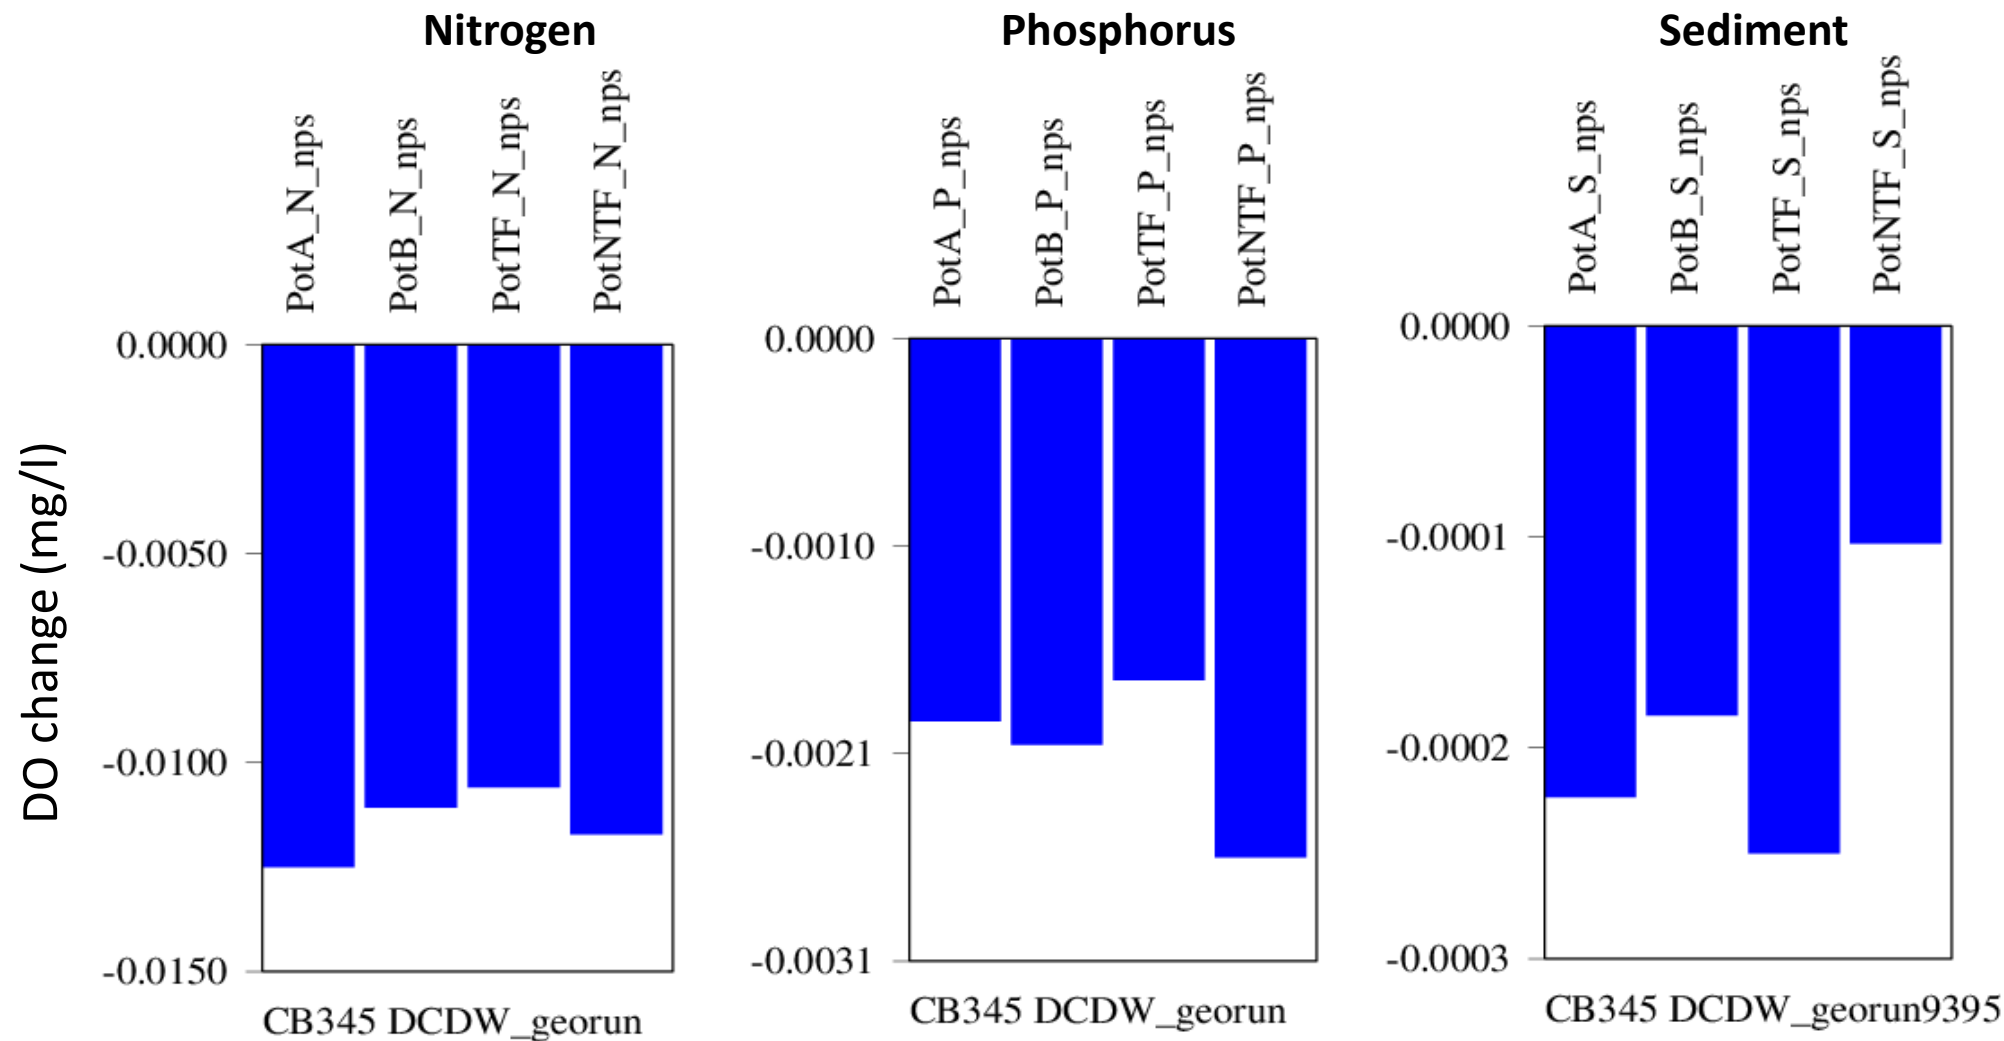 Nitrogen
PotA_N_nps
PotB_N_nps
PotTF_N_nps
PotNTF_N_nps
DO change (mg/l)
0.0000
-0.0050
-0.0100
-0.0150
CB345 DCDW_georun
Phosphorus
PotA_P_nps
PotB_P_nps
PotTF_P_nps
PotNTF_P_nps
0.0000
-0.0010
-0.0021
-0.0031
CB345 DCDW_georun
Sediment
PotA_S_nps
PotB_S_nps
PotTF_S_nps
PotNTF_S_nps
0.0000
-0.0001
-0.0002
-0.0003
CB345 DCDW_georun9395